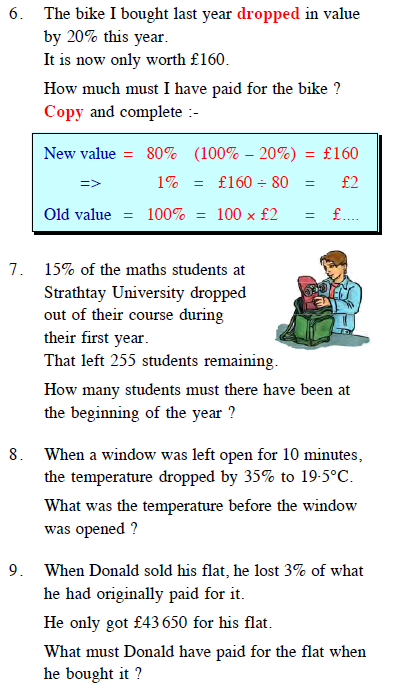 6. The bike I bought last year dropped in value
by 20% this year.
It is now only worth £160.
How much must I have paid for the bike ?
Copy and complete :-
New value = 80% (100% – 20%) = £160
=> 1% = £160 ÷ 80 = £2
Old value = 100% = 100 × £2 = £....
7. 15% of the maths students at
Strathtay University dropped
out of their course during
their first year.
That left 255 students remaining.
How many students must there have been at
the beginning of the year ?
8. When a window was left open for 10 minutes,
the temperature dropped by 35% to 19·5°C.
What was the temperature before the window
was opened ?
9. When Donald sold his flat, he lost 3% of what
he had originally paid for it.
He only got £43 650 for his flat.
What must Donald have paid for the flat when
he bought it ?